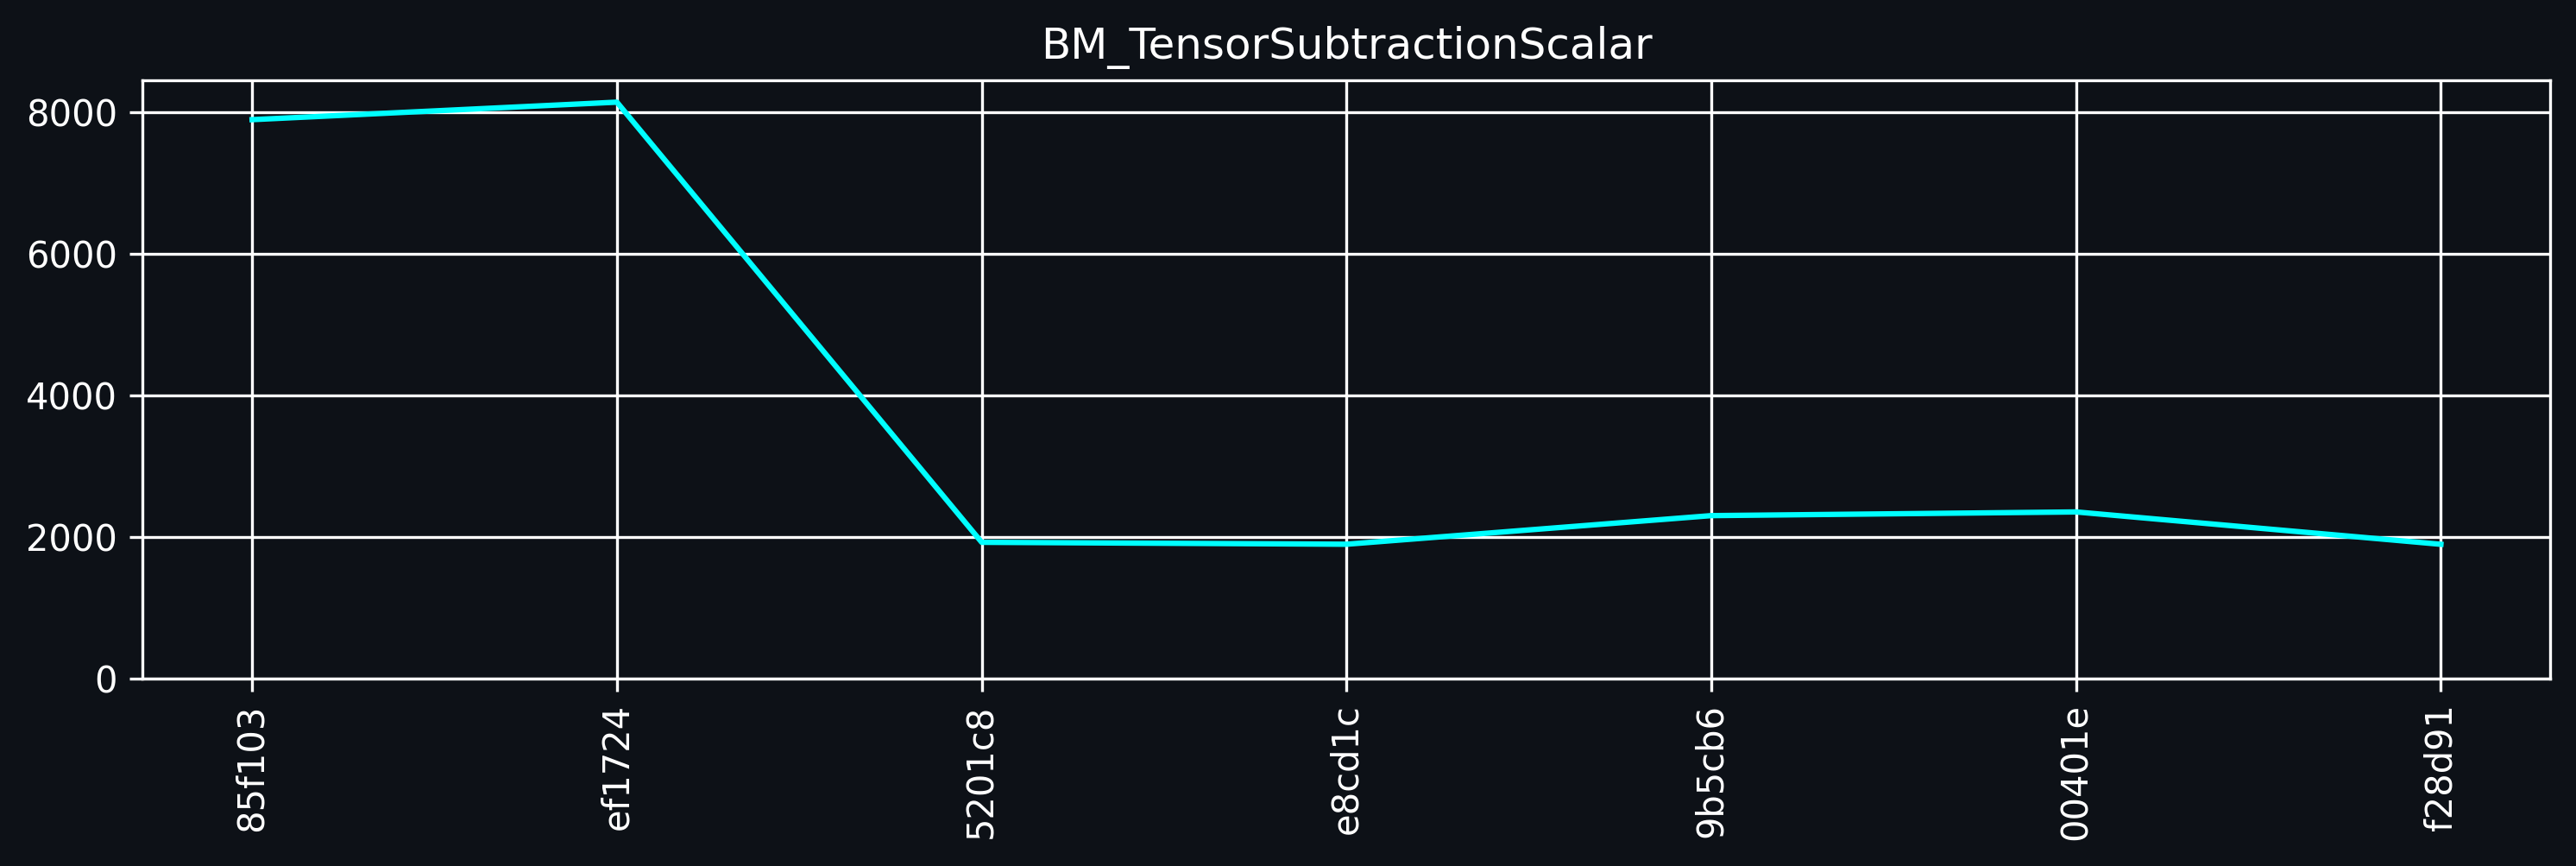 BM_TensorSubtractionScalar
8000
6000
4000
2000
0
85f103
ef1724
5201c8
e8cd1c
9b5cb6
00401e
f28d91